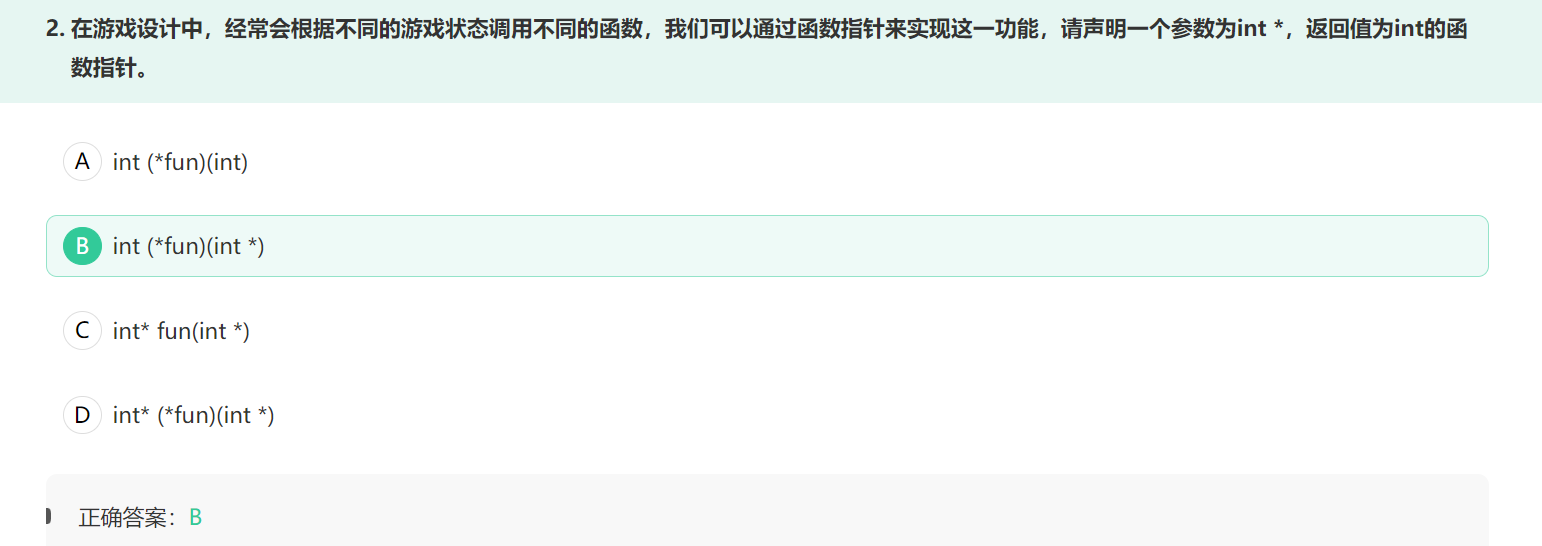 2. 在游戏设计中，经常会根据不同的游戏状态调用不同的函数，我们可以通过函数指针来实现这一功能，请声明一个参数为int *，返回值为int的函
数指针。
A int (*fun)(int)
B int (*fun)(int *)
C int* fun(int *)
D int* (*fun)(int *)
正确答案：B